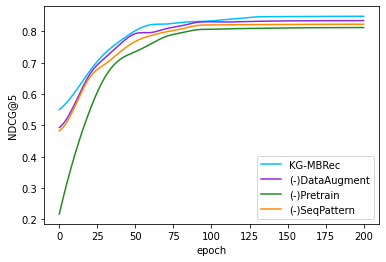 0.8
0.7
0.6
0.5
0.4
0.3
0.2
NDCG@5
KG-MBRec
(-)DataAugment
(-)Pretrain
(-)SeqPattern
0 25 50 75 100 125 150 175 200
epoch